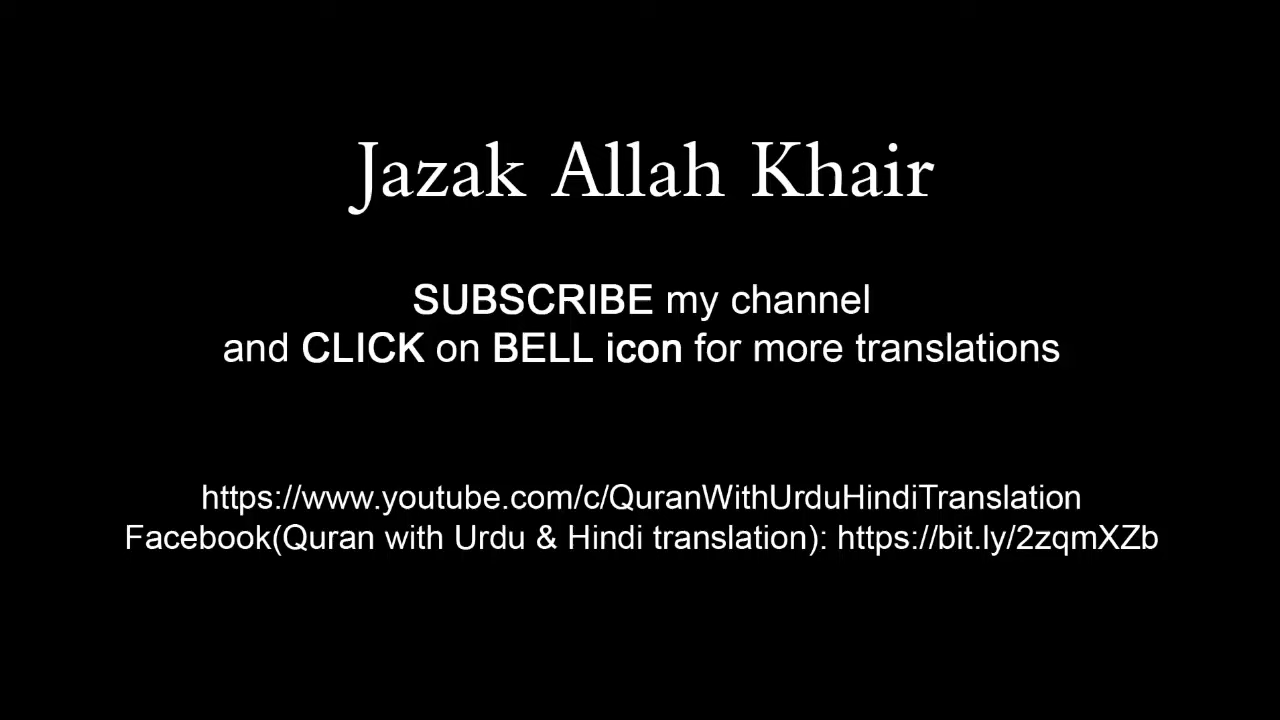 Jazak Allah Khair
SUBSCRIBE my channel
and CLICK on BELL icon for more translations
https://www.youtube.com/c/QuranWithUrduHindiTranslation
Facebook(Quran with Urdu & Hindi translation): https://bit.ly/2zqmXZb